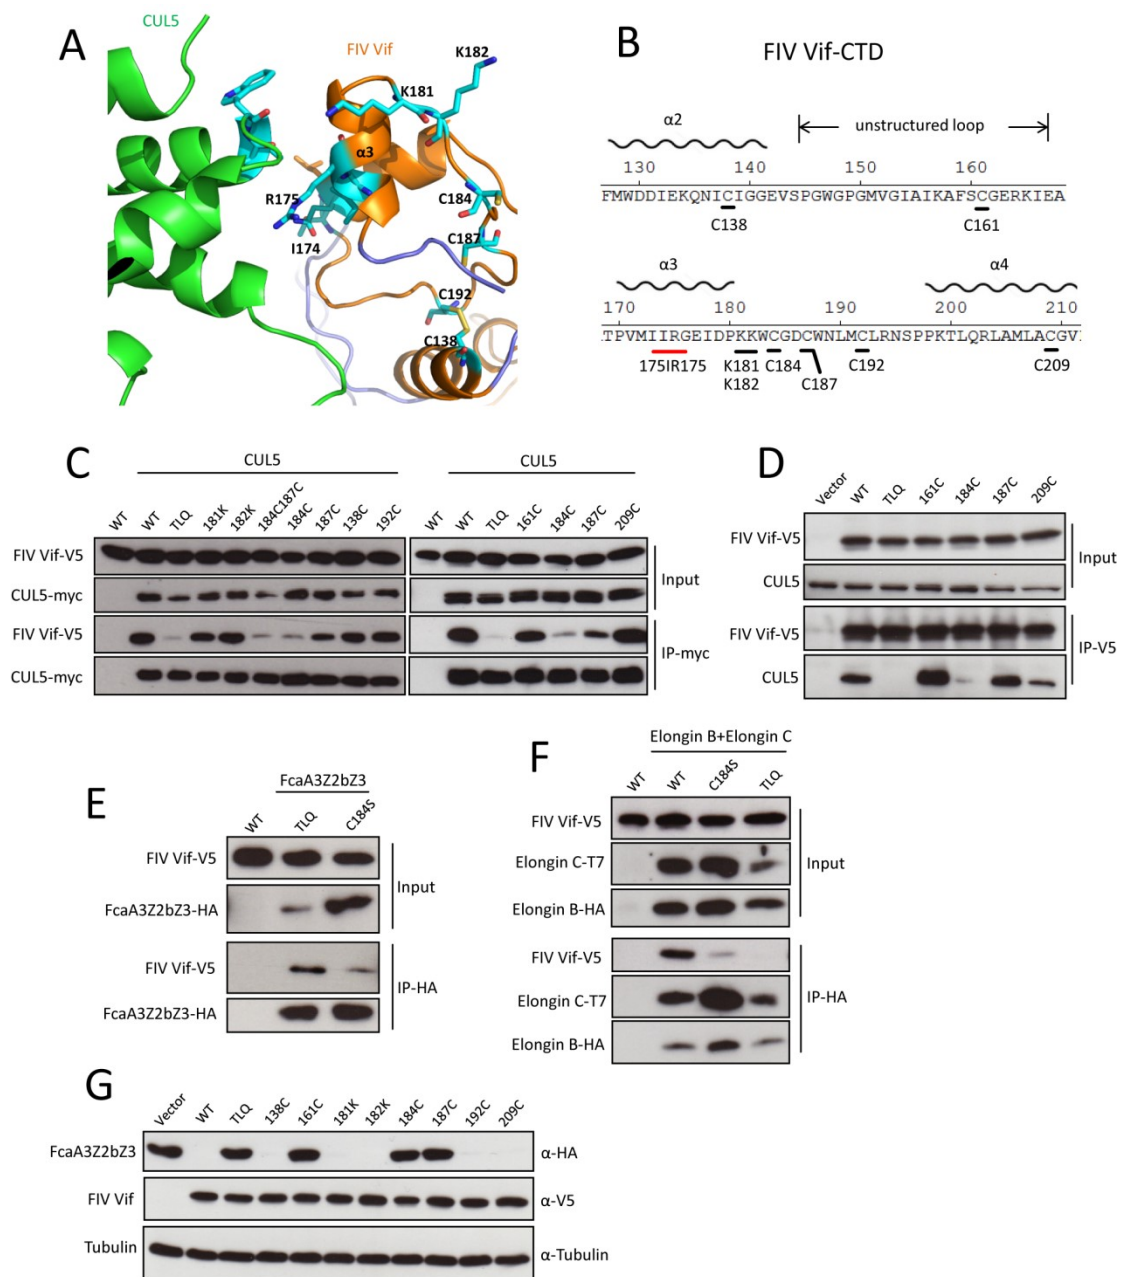 A
CUL5
FIV Vif
K182
K181
α3
R175
I174
C184
C187
C192
C138
B
FIV Vif-CTD
α2
unstructured loop
130 140 150 160
FMWDDIEKQNICIGGEVSPGWGPGMVGIAIKAFSCGERKIEA
C138 C161
α3 α4
170 180 190 200 210
TPVMIIRGEIDPKKWCGDCWNLMCLRNSPPKTLQRLAMLACGV
175IR175 K181 C184 C192 C209
K182 C187
C
CUL5 CUL5
WT WT TLQ 181K 182K 184C187C 184C 187C 138C 192C WT WT TLQ 161C 184C 187C 209C
FIV Vif-V5
CUL5-myc
Input
FIV Vif-V5
CUL5-myc
IP-myc
D
Vector WT TLQ 161C 184C 187C 209C
FIV Vif-V5
CUL5
Input
FIV Vif-V5
CUL5
IP-V5
E
FcaA3Z2bZ3
WT TLQ C184S
FIV Vif-V5
FcaA3Z2bZ3-HA
Input
FIV Vif-V5
FcaA3Z2bZ3-HA
IP-HA
F
Elongin B+Elongin C
WT WT C184S TLQ
FIV Vif-V5
Elongin C-T7
Elongin B-HA
Input
FIV Vif-V5
Elongin C-T7
Elongin B-HA
IP-HA
G
Vector WT TLQ 138C 161C 181K 182K 184C 187C 192C 209C
FcaA3Z2bZ3 α-HA
FIV Vif α-V5
Tubulin α-Tubulin